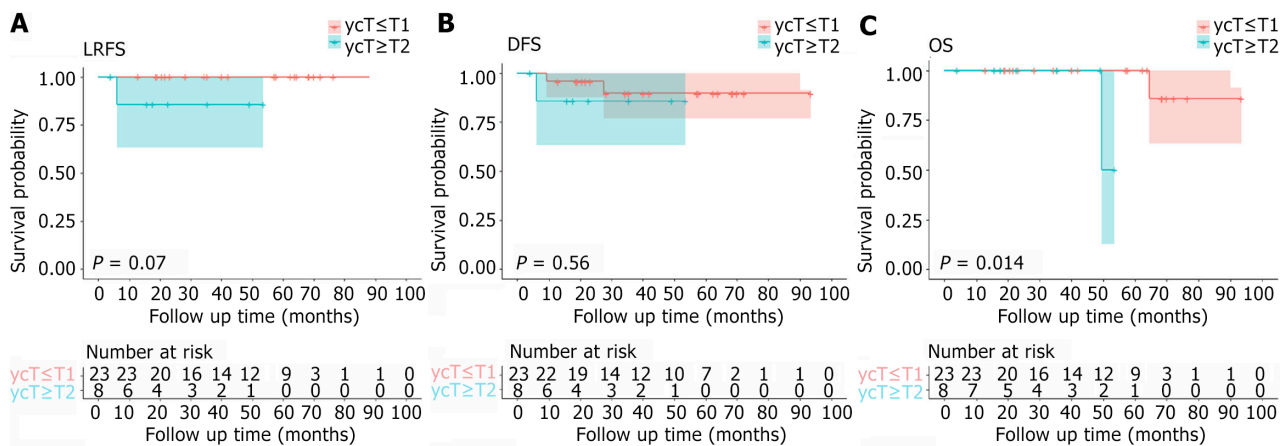 A
LRFS
ycT≤T1
ycT≥T2
Survival probability
1.00
0.75
0.50
0.25
0.00
P = 0.07
0 10 20 30 40 50 60 70 80 90 100
Follow up time (months)
Number at risk
ycT≤T1 23 23 20 16 14 12 9 3 1 1 0
ycT≥T2 8 6 4 3 2 1 0 0 0 0 0
0 10 20 30 40 50 60 70 80 90 100
Follow up time (months)
B
DFS
ycT≤T1
ycT≥T2
Survival probability
1.00
0.75
0.50
0.25
0.00
P = 0.56
0 10 20 30 40 50 60 70 80 90 100
Follow up time (months)
Number at risk
ycT≤T1 23 22 19 14 12 10 7 2 1 1 0
ycT≥T2 8 6 4 3 2 1 0 0 0 0 0
0 10 20 30 40 50 60 70 80 90 100
Follow up time (months)
C
OS
ycT≤T1
ycT≥T2
Survival probability
1.00
0.75
0.50
0.25
0.00
P = 0.014
0 10 20 30 40 50 60 70 80 90 100
Follow up time (months)
Number at risk
ycT≤T1 23 23 20 16 14 12 9 3 1 1 0
ycT≥T2 8 7 5 4 3 2 1 0 0 0 0
0 10 20 30 40 50 60 70 80 90 100
Follow up time (months)